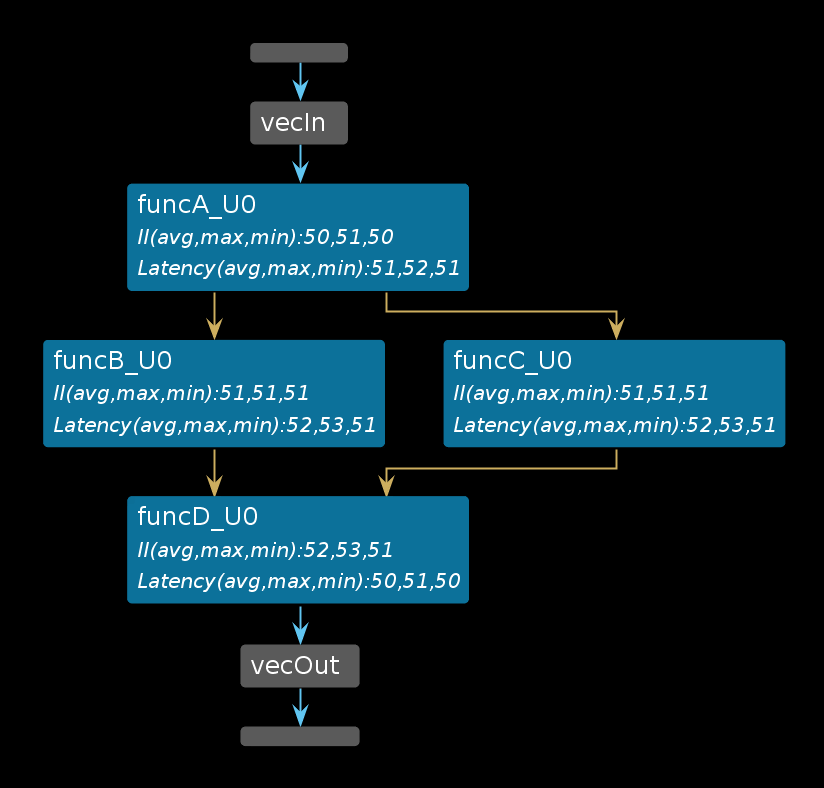 vecIn
funcA_U0
II(avg,max,min):50,51,50
Latency(avg,max,min):51,52,51
funcB_U0
II(avg,max,min):51,51,51
Latency(avg,max,min):52,53,51
funcC_U0
II(avg,max,min):51,51,51
Latency(avg,max,min):52,53,51
funcD_U0
II(avg,max,min):52,53,51
Latency(avg,max,min):50,51,50
vecOut